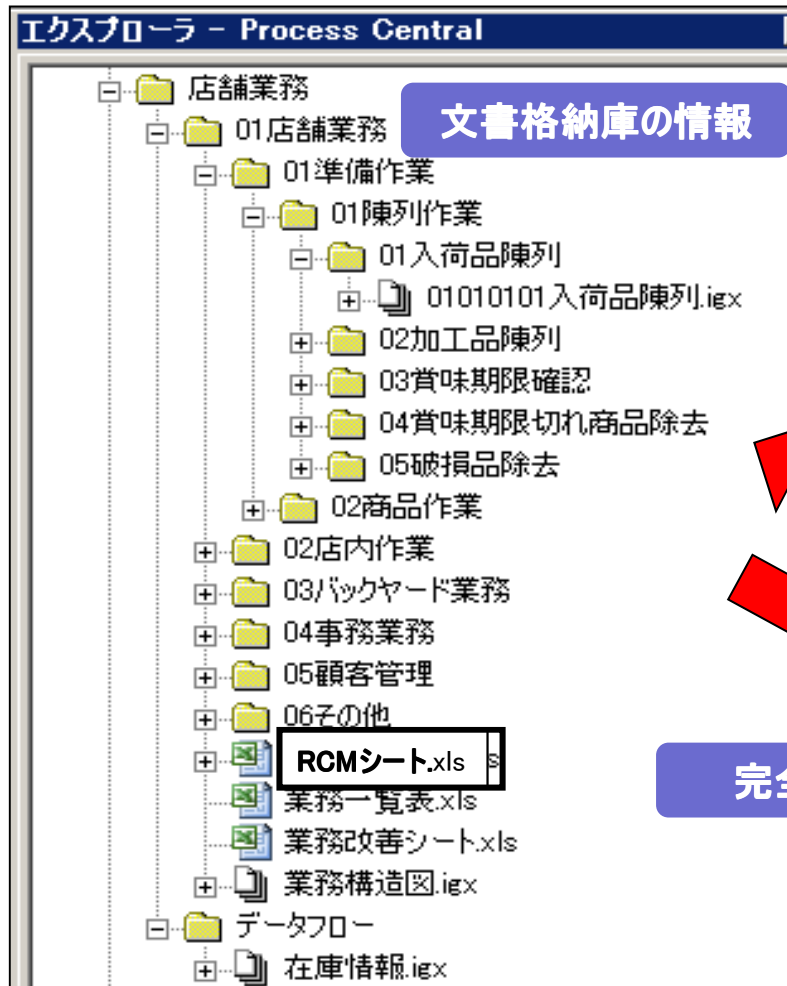 エクスプローラ - Process Central
店舗業務
文書格納庫の情報
01店舗業務
01準備作業
01陳列作業
01入荷品陳列
01010101入荷品陳列.igx
02加工品陳列
03賞味期限確認
04賞味期限切れ商品除去
05破損品除去
02商品作業
02店内作業
03バックヤード業務
04事務業務
05顧客管理
06その他
RCMシート.xls s
完全
業務一覧表.xls
業務改善シート.xls
業務構造図.igx
データフロー
在庫情報.igx